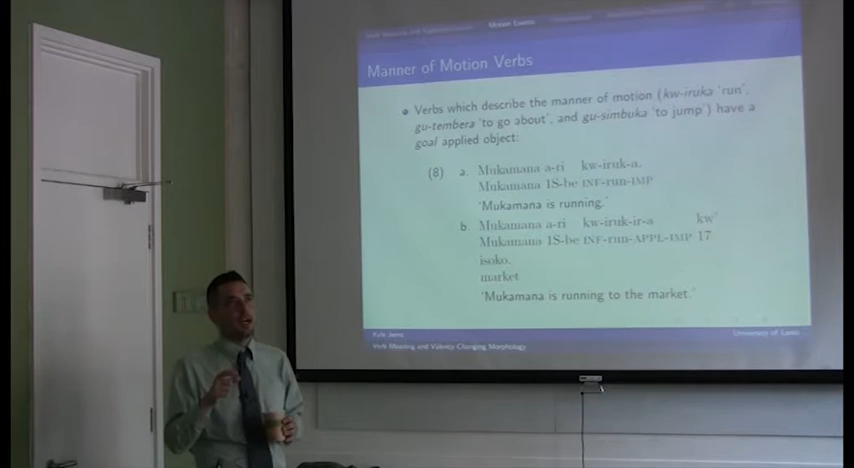 Motion Events
Manner of Motion Verbs
• Verbs which describe the manner of motion (kw-iruka 'run',
gu-tembera 'to go about', and gu-simbuka 'to jump') have a
goal applied object:
(8) a. Mukamana a-ri kw-iruk-a.
Mukamana 1S-be INF-run-IMP
'Mukamana is running.'
b. Mukamana a-ri kw-iruk-ir-a kw'
Mukamana 1S-be INF-run-APPL-IMP 17
isoko.
market
'Mukamana is running to the market.'
Kyle Jerro
University of
Verb Meaning and Valency-Changing Morphology